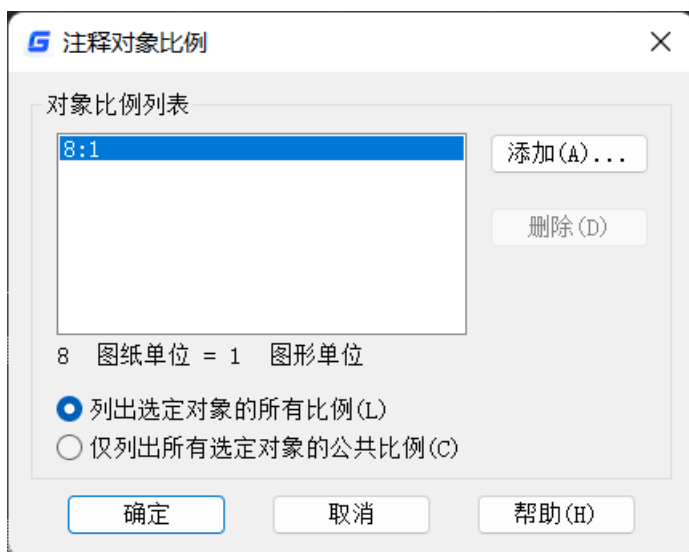 注释对象比例
对象比例列表
8:1
添加(A)...
删除(D)
8 图纸单位 = 1 图形单位
列出选定对象的所有比例(L)
仅列出所有选定对象的公共比例(C)
确定 取消 帮助(H)